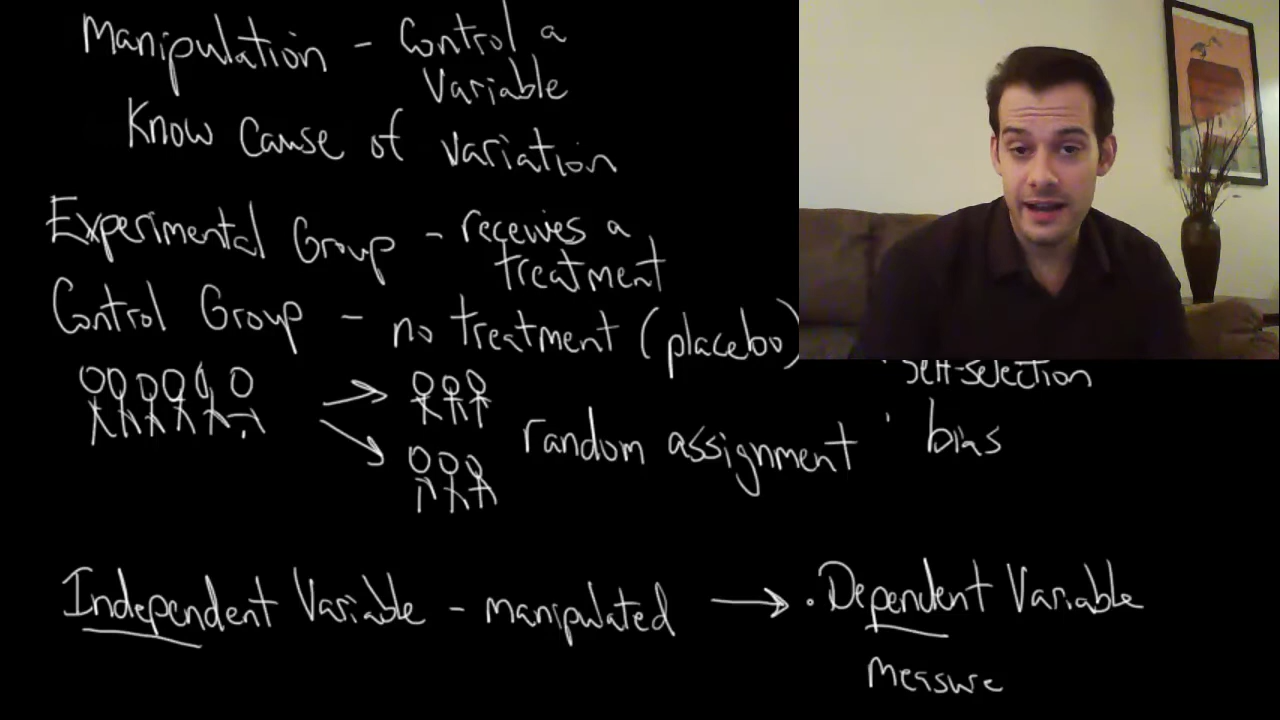 Manipulation - Control a
Variable
Know cause of variation
Experimental Group - receives a
treatment
Control Group - no treatment (placebo)
self-selection
random assignment
bias
Independent Variable - manipulated → Dependent Variable
measure